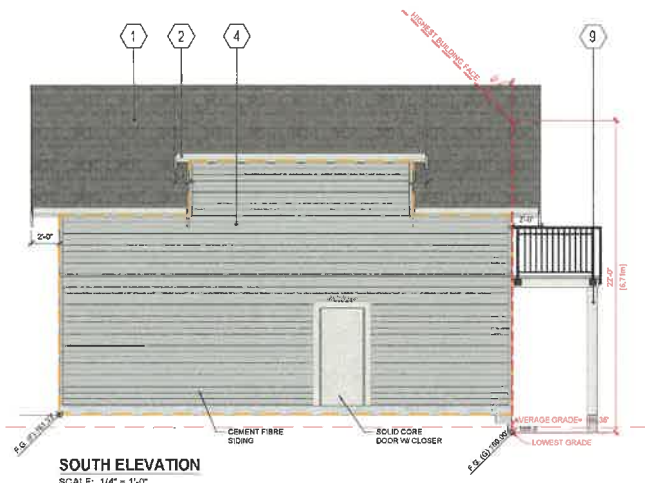 1
2
4
9
HIGHEST BUILDING FACE
2'-0"
2'-0"
22'-0"
[6.71m]
CEMENT FIBRE
SIDING
SOLID CORE
DOOR W/ CLOSER
AVERAGE GRADE=
LOWEST GRADE
F.G. (F)
F.G. (G)
SOUTH ELEVATION
SCALE: 1/4" = 1'-0"